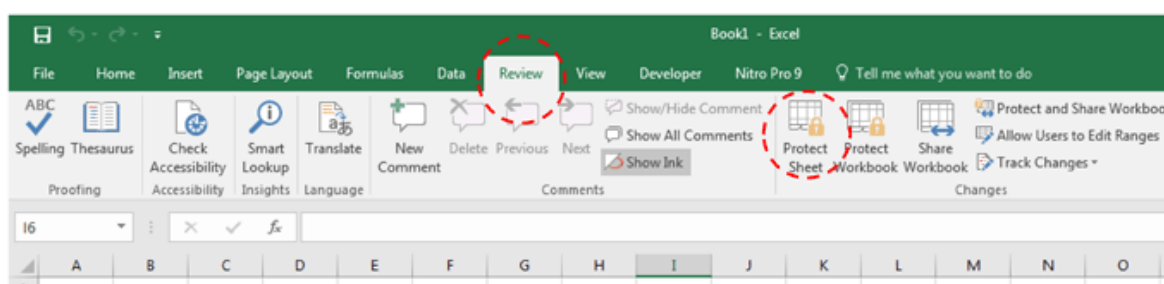 Book1 - Excel
File Home Insert Page Layout Formulas Data Review View Developer Nitro Pro 9 Tell me what you want to do
ABC
Spelling Thesaurus
Check
Accessibility
Smart
Lookup
Translate
New
Comment
Delete Previous Next
Show/Hide Comment
Show All Comments
Show Ink
Protect
Sheet
Protect
Workbook
Share
Workbook
Protect and Share Workboo
Allow Users to Edit Ranges
Track Changes
Proofing Accessibility Insights Language Comments Changes
I6 fx
A B C D E F G H I J K L M N O